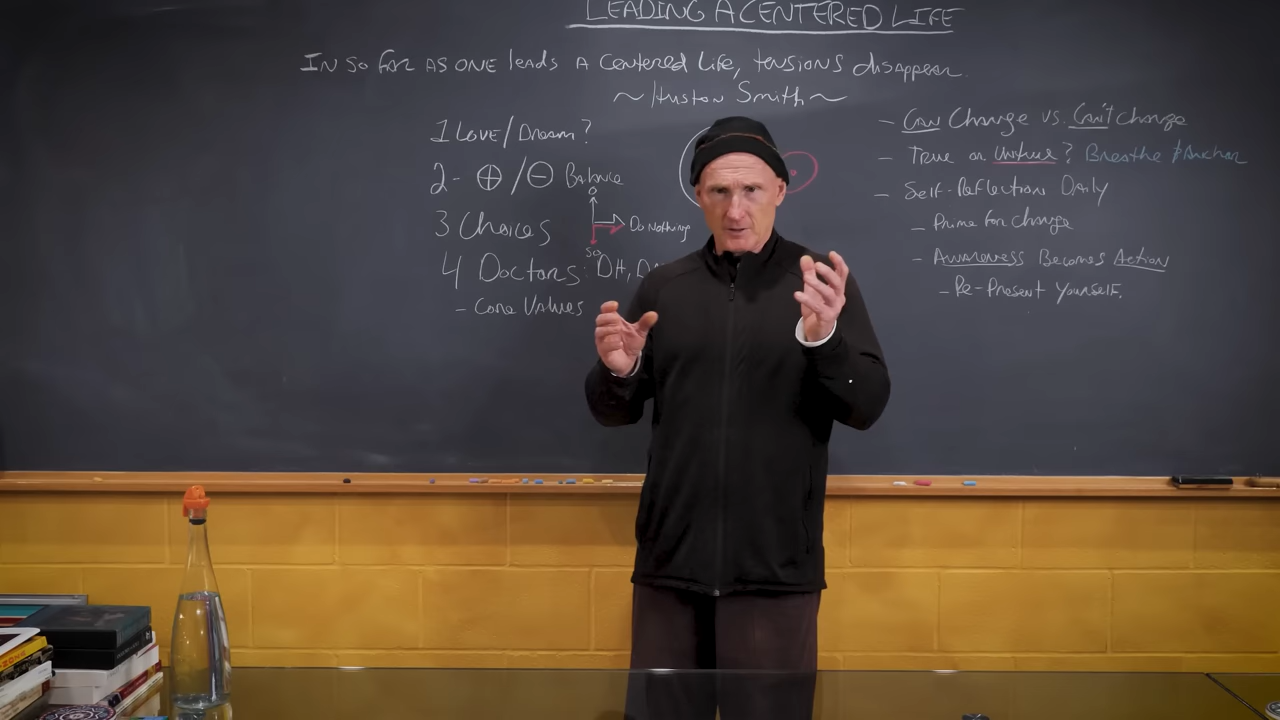 LEADING A CENTERED LIFE
IN SO FAR AS ONE leads A Centered Life, tensions disappear.
~ Huston Smith ~
1 Love/Dream?
2 - ⊕ / ⊖ Balance
3 Choices
O
Do Nothing
SO
4 Doctors: DH, D
- Core Values
- Can Change vs. Can't change
- True or Untrue? Breathe & Anchor
- Self-Reflection Daily
- Prime for Change
- Awareness Becomes Action
- Re-Present Yourself.